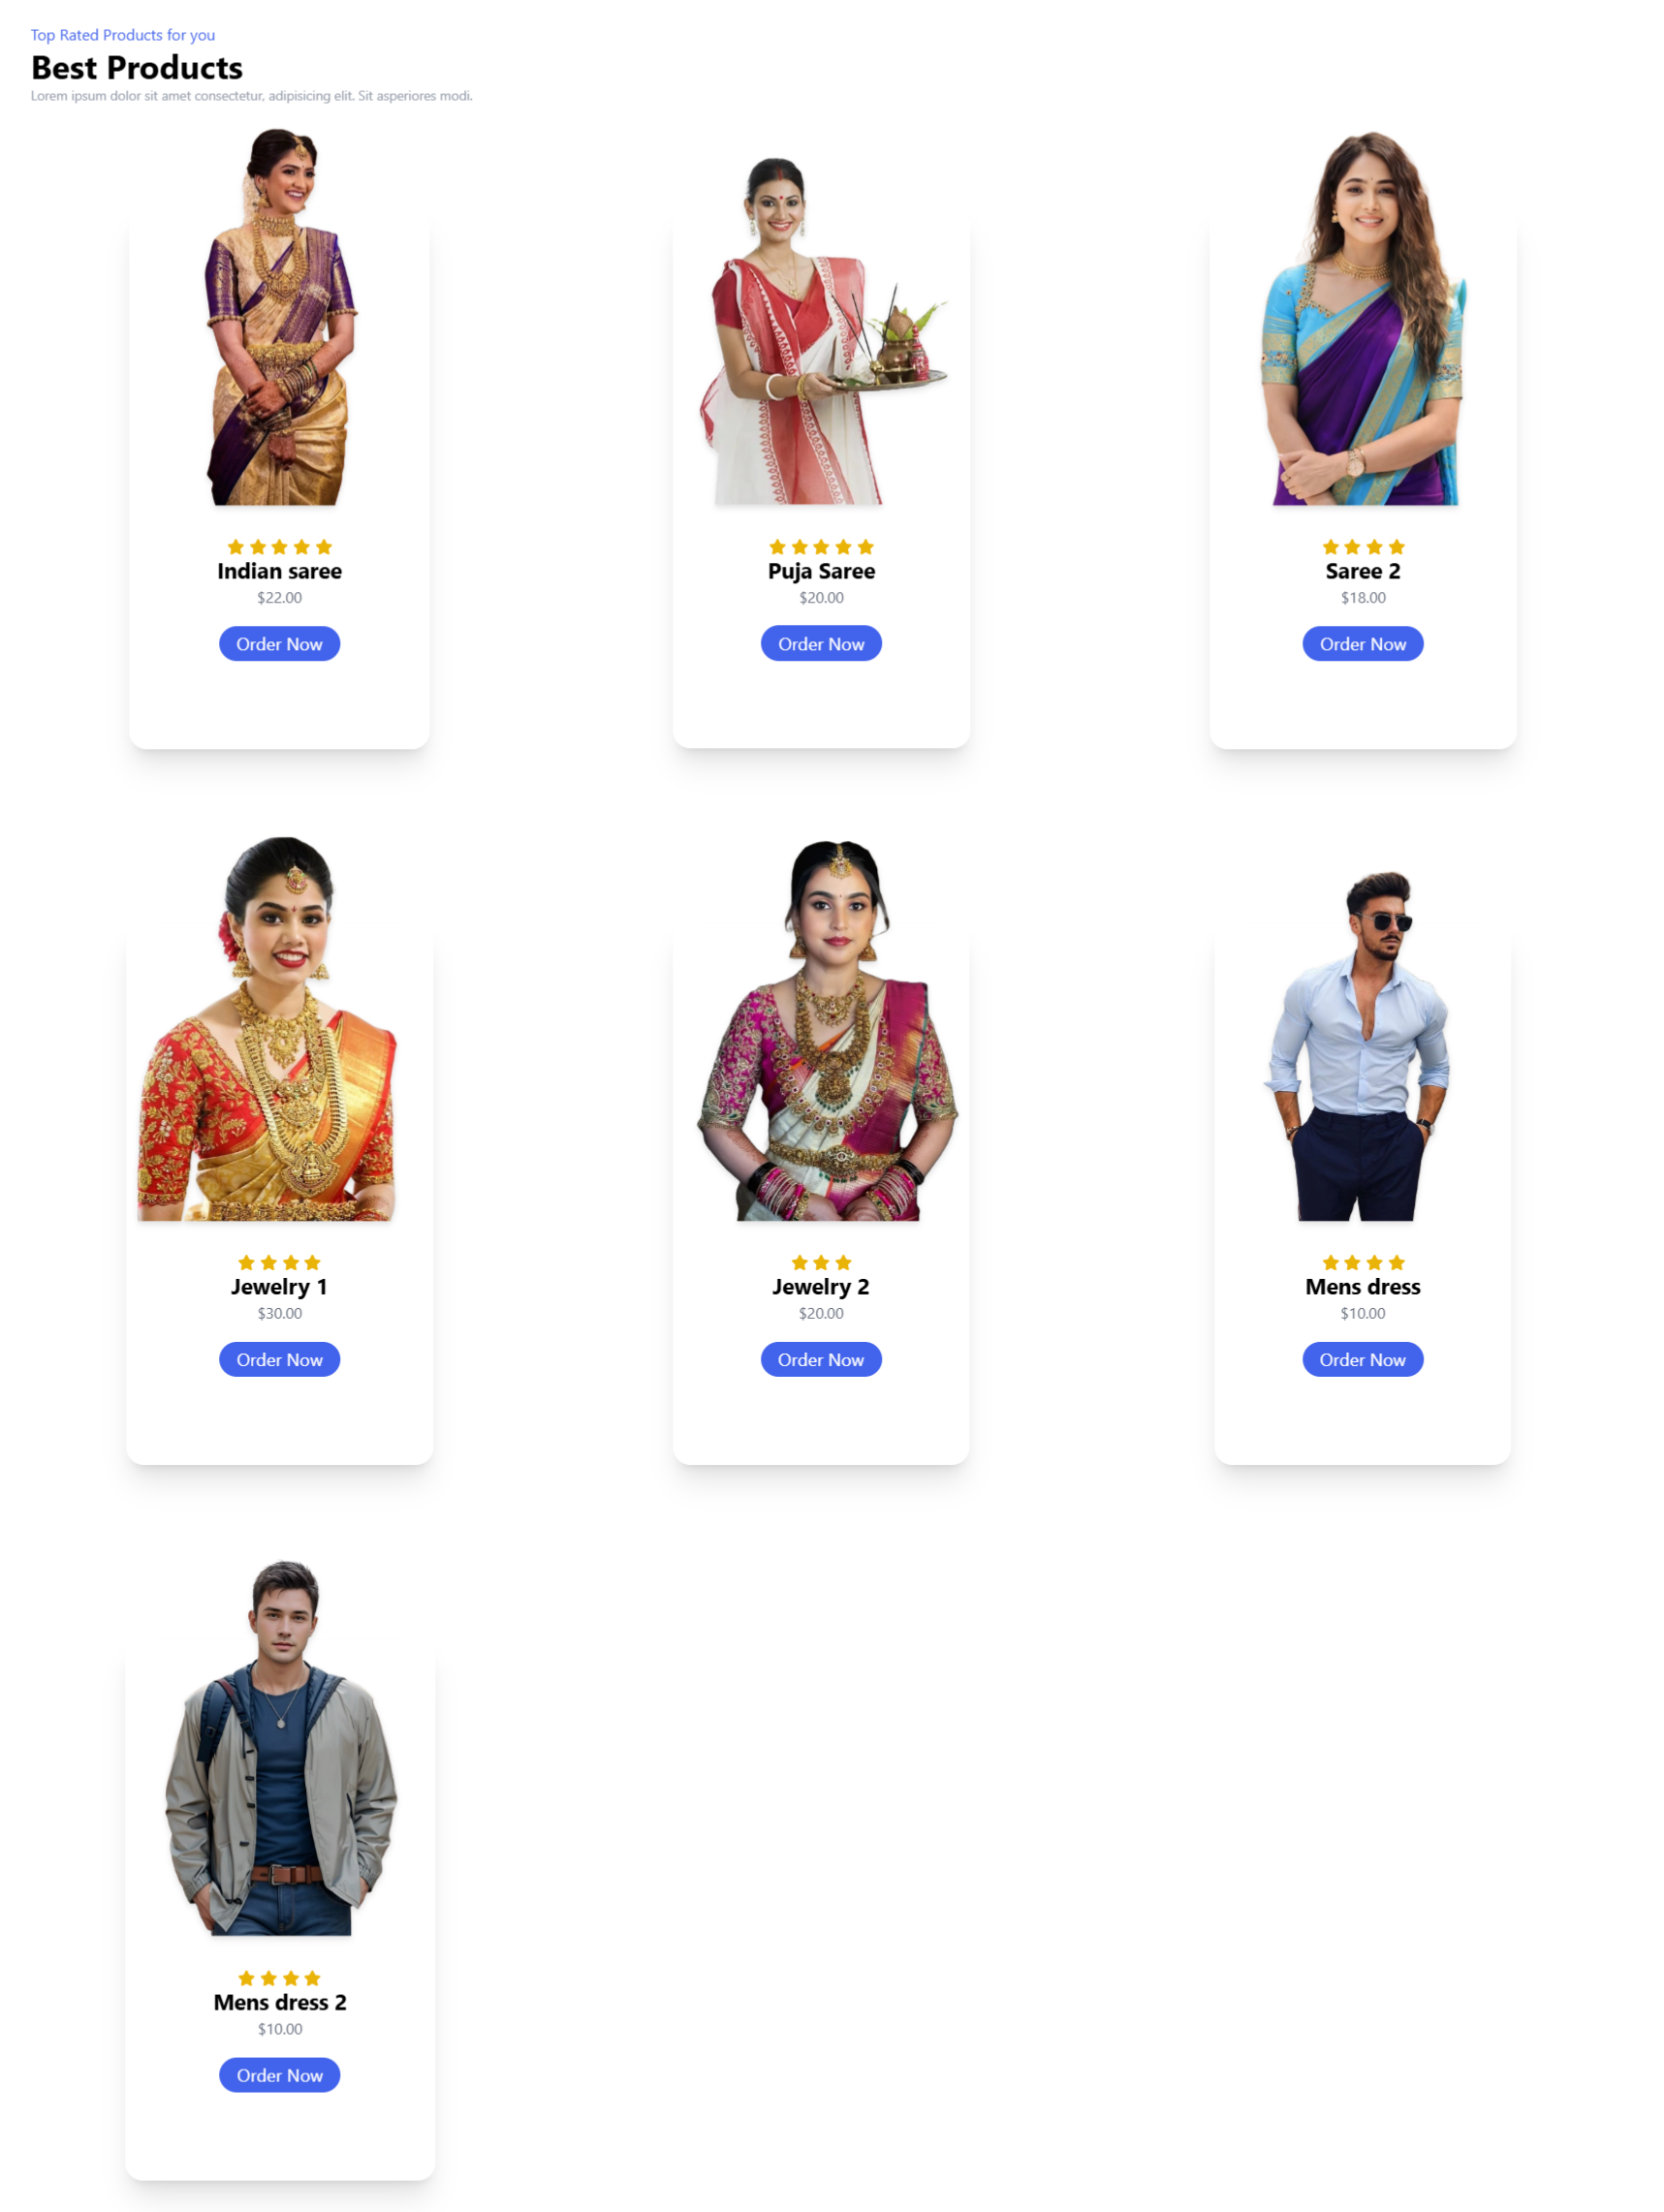 Top Rated Products for you
Best Products
Lorem ipsum dolor sit amet consectetur, adipisicing elit. Sit asperiores modi.
Indian saree
$22.00
Order Now
Puja Saree
$20.00
Order Now
Saree 2
$18.00
Order Now
Jewelry 1
$30.00
Order Now
Jewelry 2
$20.00
Order Now
Mens dress
$10.00
Order Now
Mens dress 2
$10.00
Order Now